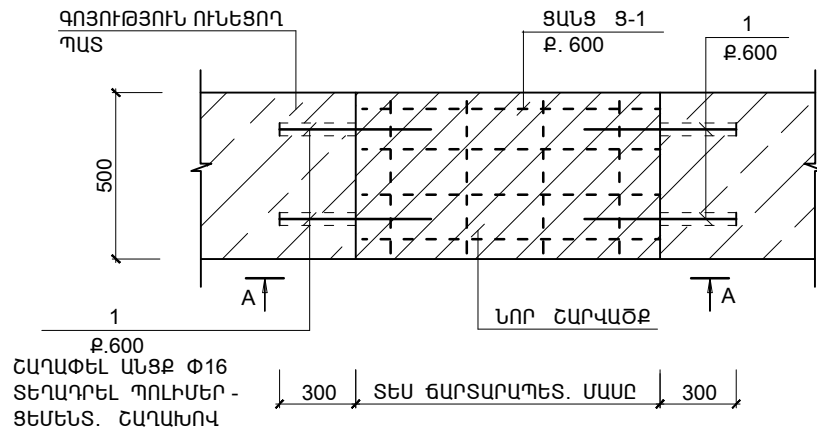 ԳՈՅՈՒԹՅՈՒՆ ՈՒՆԵՑՈՂ
ՊԱՏ
ՑԱՆՑ Ց-1
Ք. 600
1
Ք.600
500
A
A
1
Ք.600
ՇԱՂԱՓԵԼ ԱՆՑՔ Φ16
ՏԵՂԱԴՐԵԼ ՊՈԼԻՄԵՐ -
ՑԵՄԵՆՏ. ՇԱՂԱԽՈՎ
ՆՈՐ ՇԱՐՎԱԾՔ
300
ՏԵՍ ՃԱՐՏԱՐԱՊԵՏ. ՄԱՍԸ
300